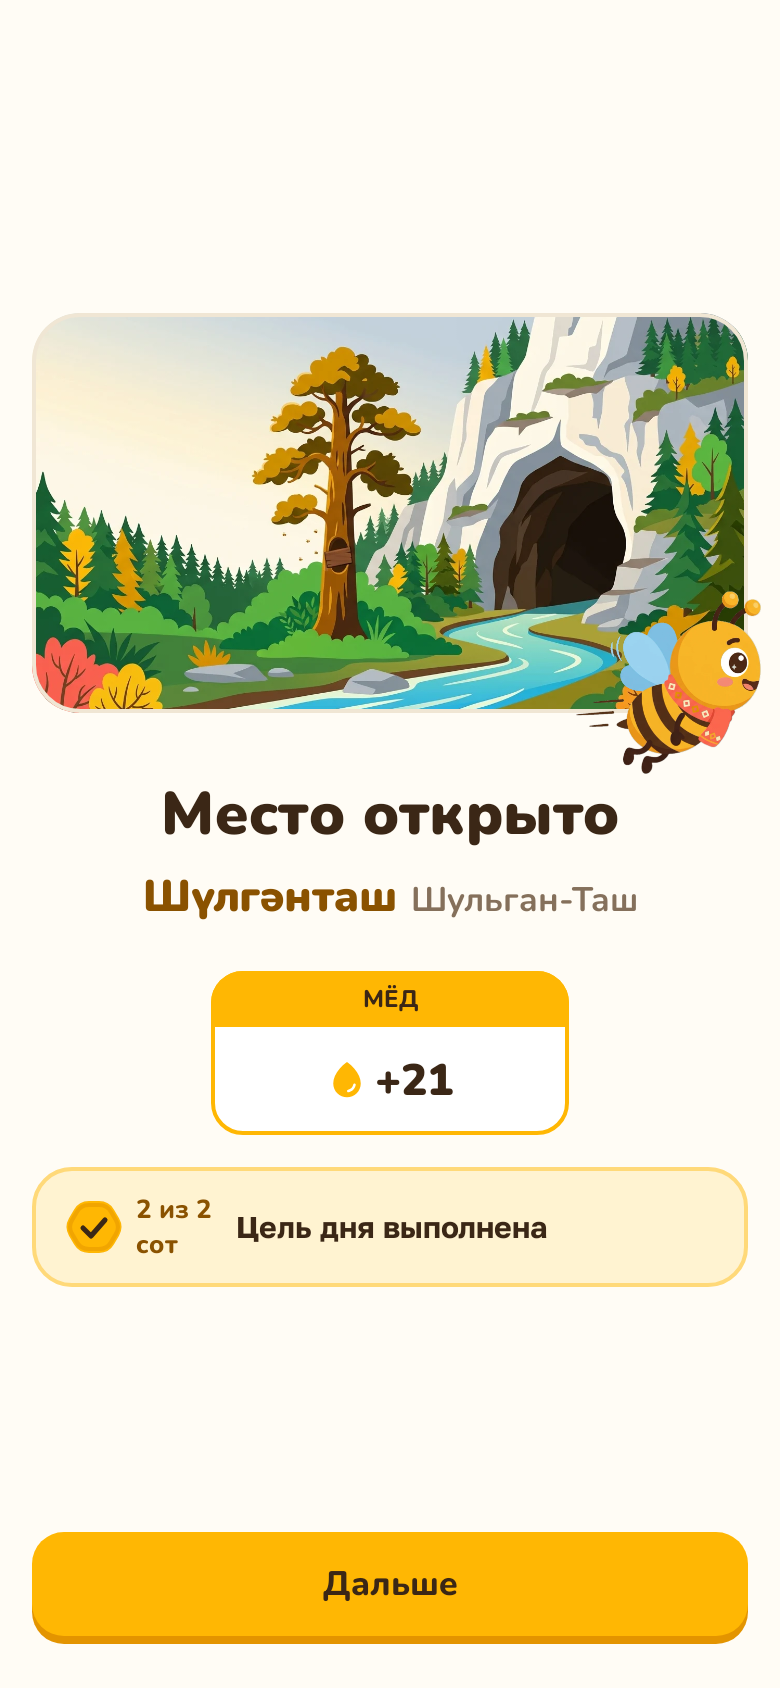 Место открыто
Шүлгәнташ Шульган-Таш
МЁД
+21
2 из 2
сот
Цель дня выполнена
Дальше